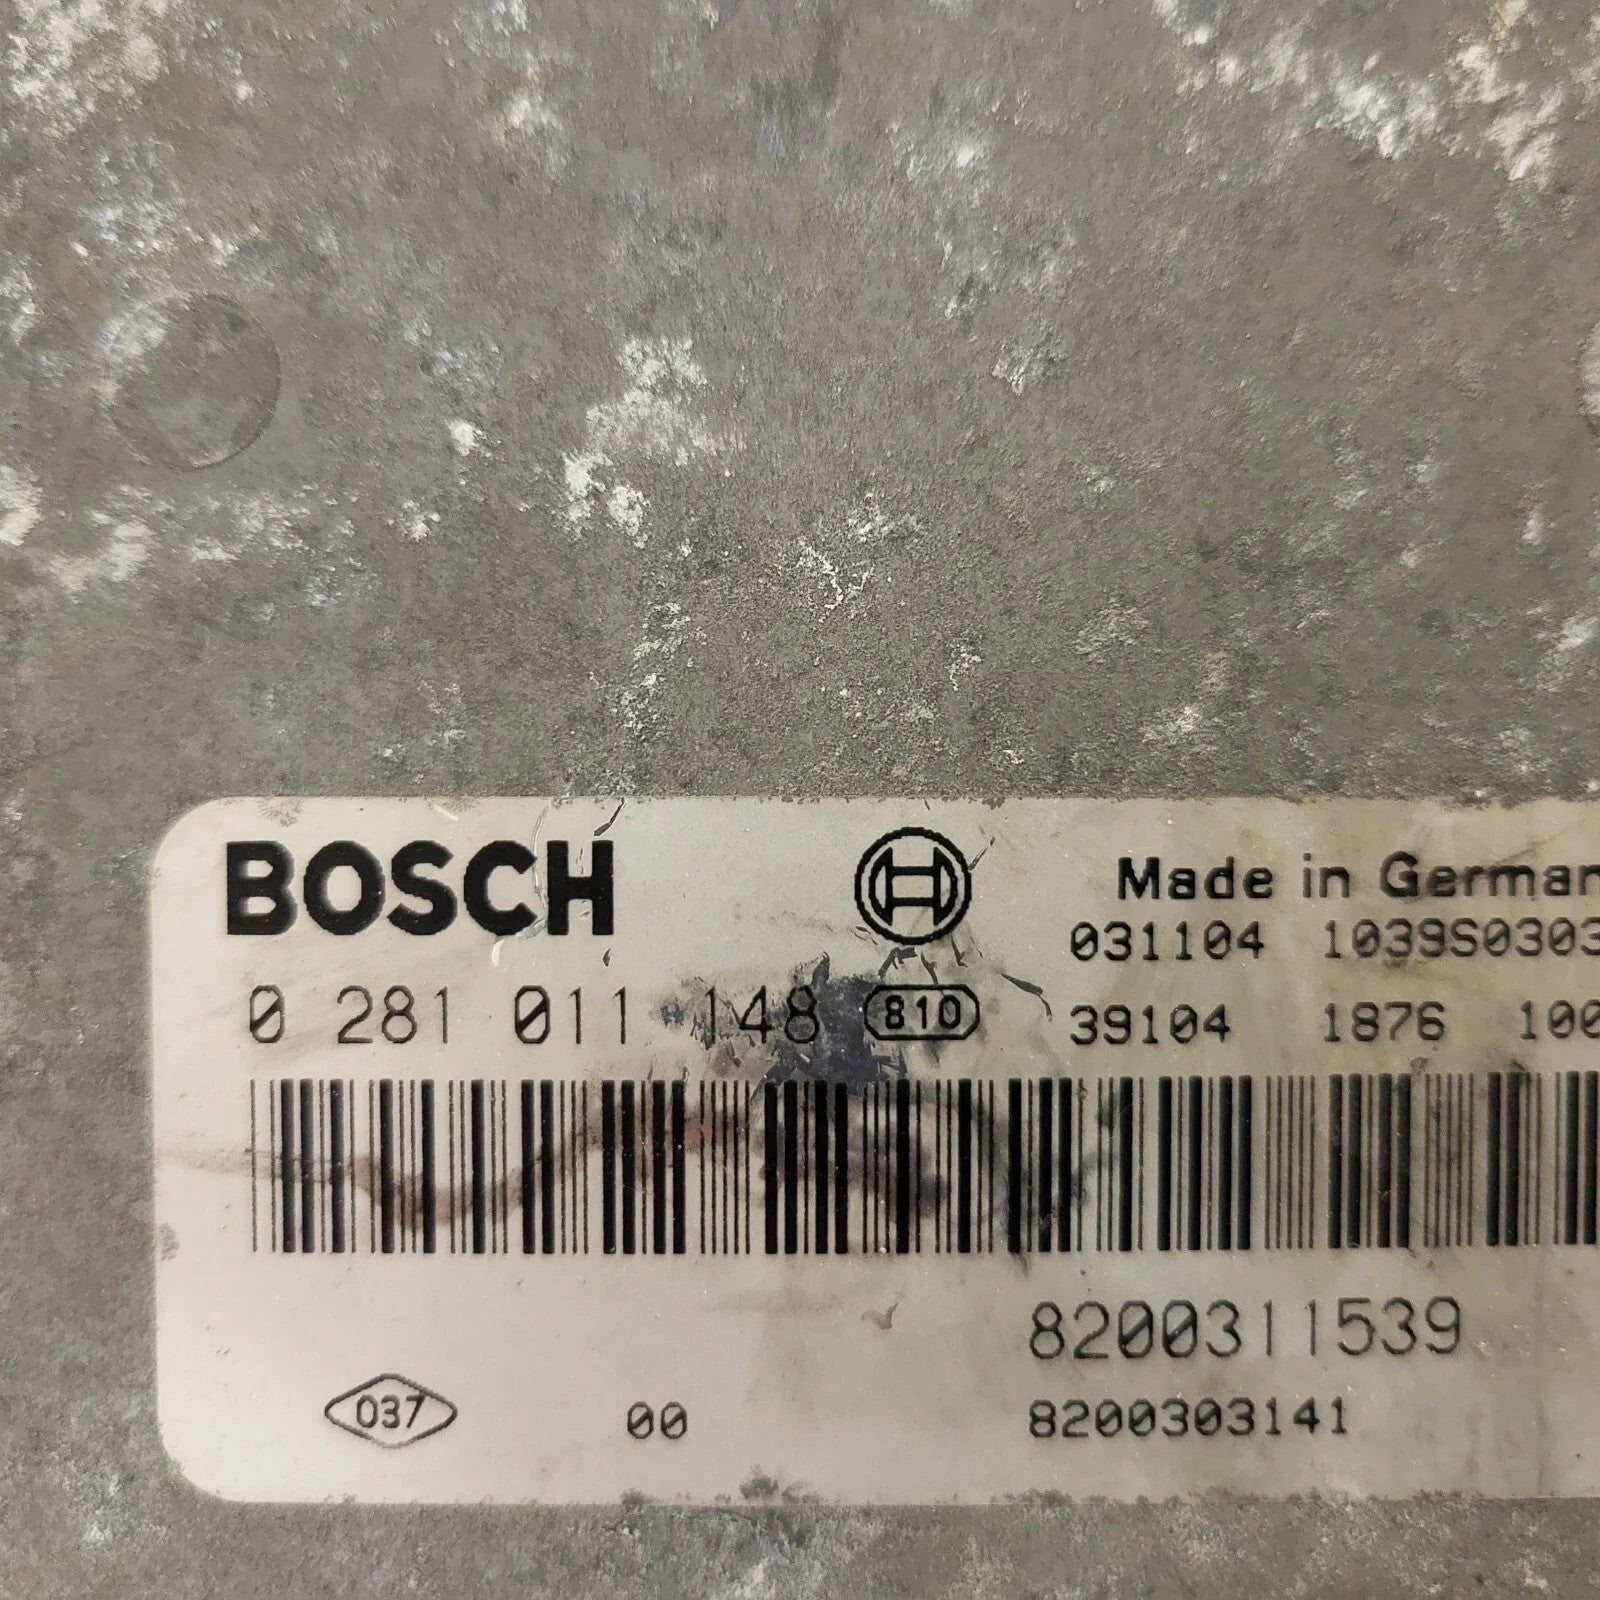 BOSCH
Made in German
031104 1039S0303
0 281 011 148 810
39104 1876 100
8200311539
037 00 8200303141